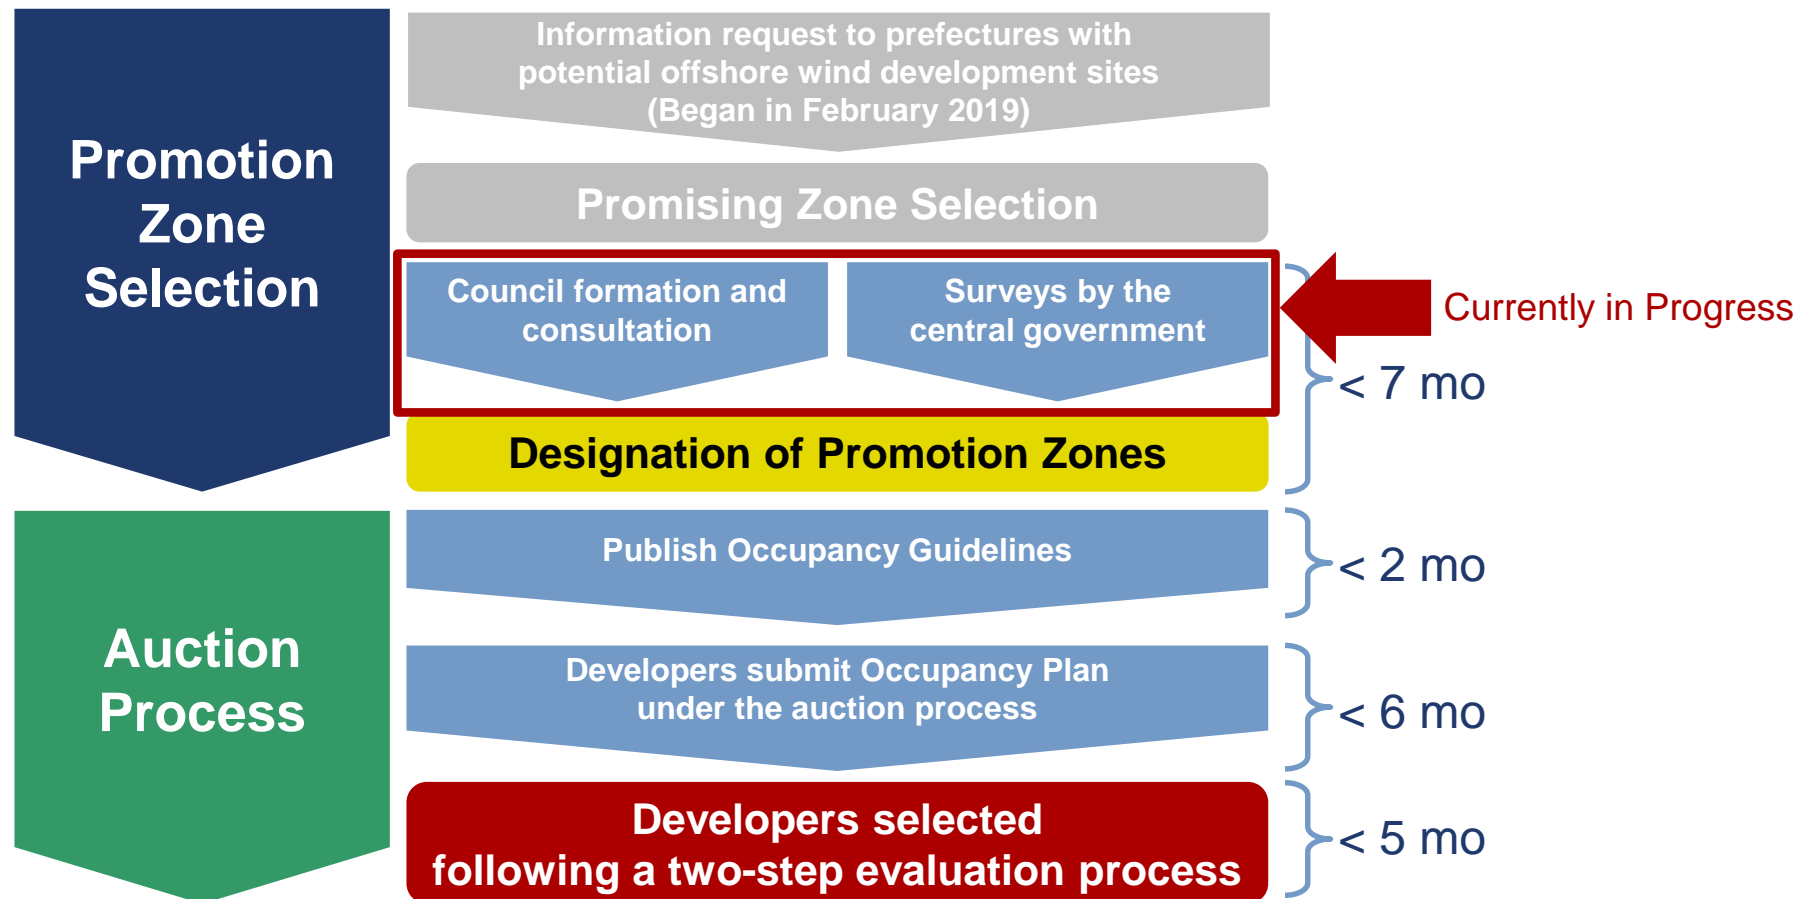 Promotion
Zone
Selection
Information request to prefectures with
potential offshore wind development sites
(Began in February 2019)
Promising Zone Selection
Council formation and
consultation
Surveys by the
central government
Currently in Progress
< 7 mo
Designation of Promotion Zones
Auction
Process
Publish Occupancy Guidelines
< 2 mo
Developers submit Occupancy Plan
under the auction process
< 6 mo
Developers selected
following a two-step evaluation process
< 5 mo